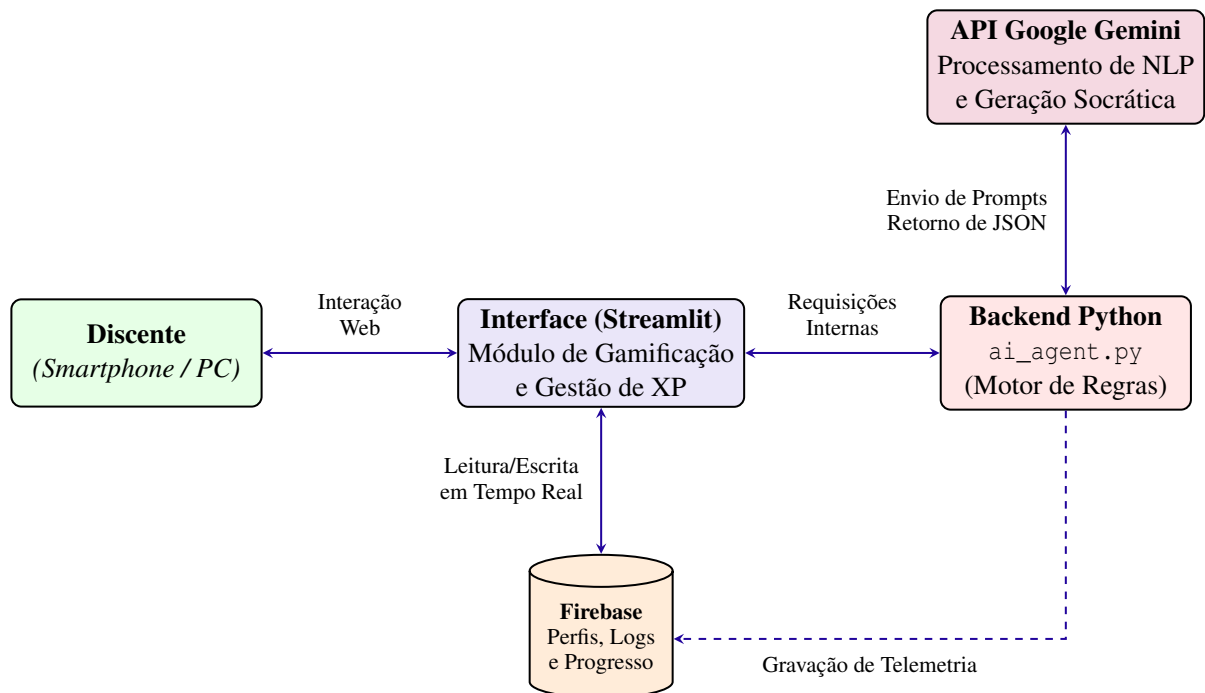 API Google Gemini
Processamento de NLP
e Geração Socrática
Envio de Prompts
Retorno de JSON
Discente
(Smartphone / PC)
Interação
Web
Interface (Streamlit)
Módulo de Gamificação
e Gestão de XP
Requisições
Internas
Backend Python
ai_agent.py
(Motor de Regras)
Leitura/Escrita
em Tempo Real
Firebase
Perfis, Logs
e Progresso
Gravação de Telemetria